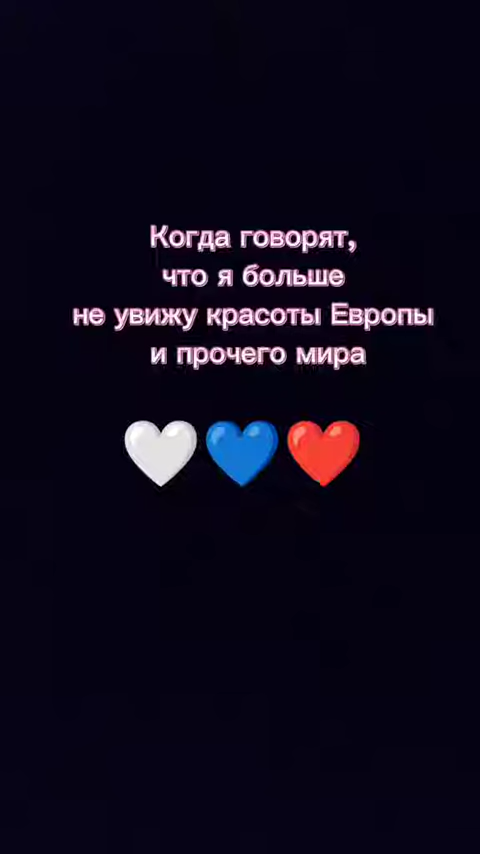 Когда говорят,
что я больше
не увижу красоты Европы
и прочего мира